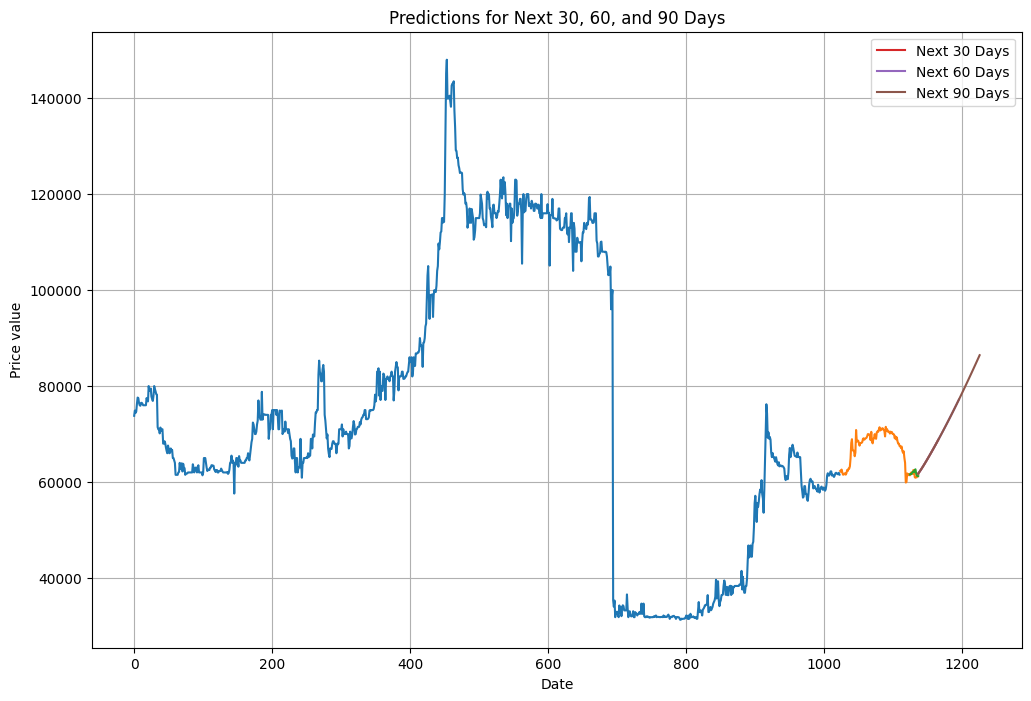 Predictions for Next 30, 60, and 90 Days
Next 30 Days
Next 60 Days
Next 90 Days
Price value
140000
120000
100000
80000
60000
40000
0 200 400 600 800 1000 1200
Date